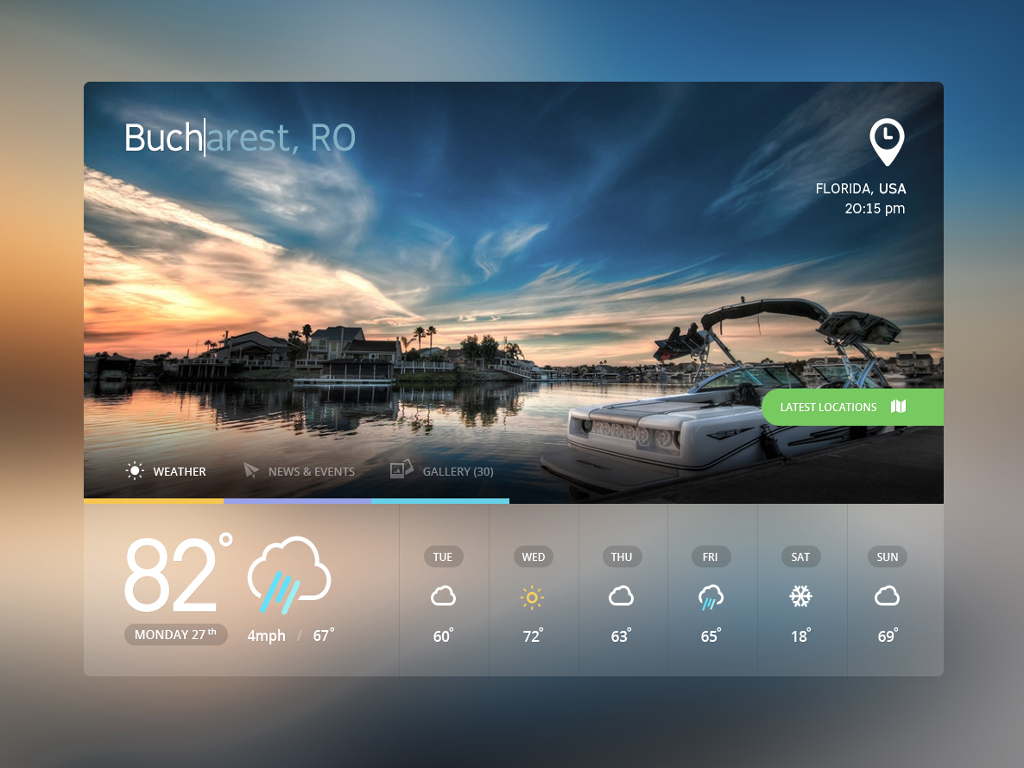 Bucharest, RO
FLORIDA, USA
20:15 pm
LATEST LOCATIONS
WEATHER
NEWS & EVENTS
GALLERY (30)
82°
MONDAY 27th
4mph / 67°
TUE
60°
WED
72°
THU
63°
FRI
65°
SAT
18°
SUN
69°